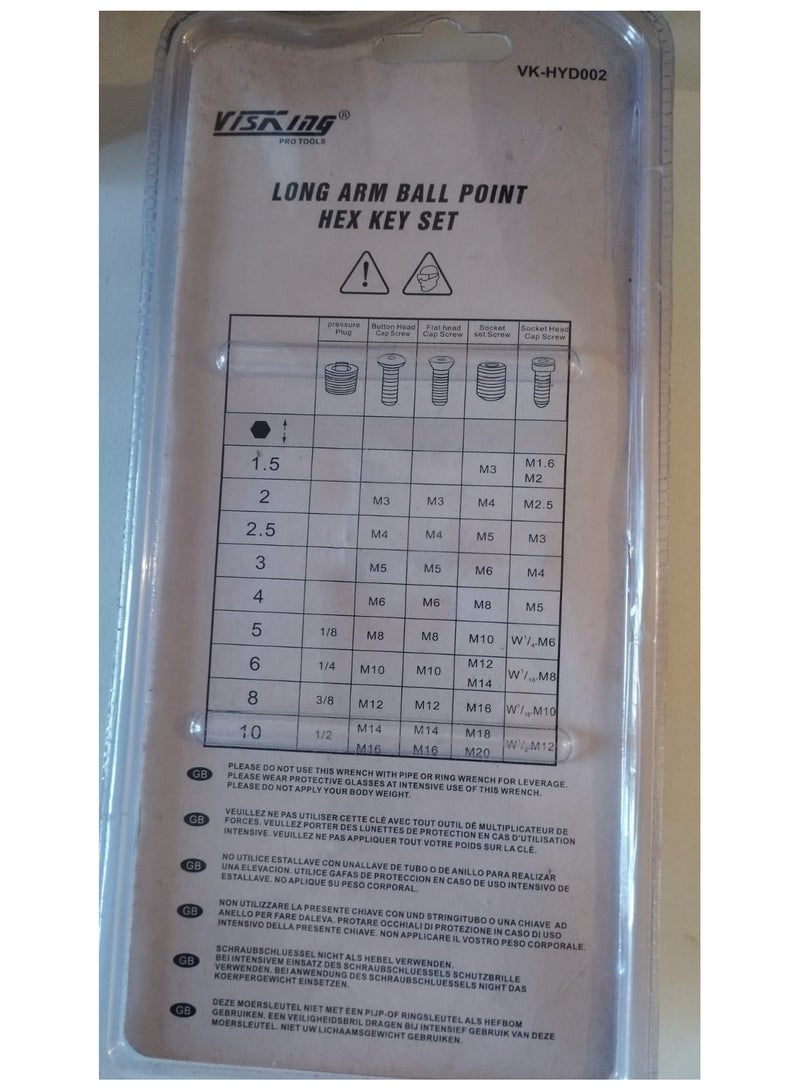 VK-HYD002
VISKING®
PRO TOOLS
LONG ARM BALL POINT
HEX KEY SET
pressure Plug Button Head Cap Screw Flat head Cap Screw Socket set Screw Socket Head Cap Screw
1.5 M3 M1.6 M2
2 M3 M3 M4 M2.5
2.5 M4 M4 M5 M3
3 M5 M5 M6 M4
4 M6 M6 M8 M5
5 1/8 M8 M8 M10 W1/4,M6
6 1/4 M10 M10 M12 M14 W1/16,M8
8 3/8 M12 M12 M16 W1/16,M10
10 1/2 M14 M16 M14 M16 M18 M20 M12
GB PLEASE DO NOT USE THIS WRENCH WITH PIPE OR RING WRENCH FOR LEVERAGE.
PLEASE WEAR PROTECTIVE GLASSES AT INTENSIVE USE OF THIS WRENCH.
PLEASE DO NOT APPLY YOUR BODY WEIGHT.
GB VEUILLEZ NE PAS UTILISER CETTE CLÉ AVEC TOUT OUTIL DÉ MULTIPLICATEUR DE
FORCES. VEULLEZ PORTER DES LUNETTES DE PROTECTION EN CAS D'UTILISATION
INTENSIVE. VEUILLEZ NE PAS APPLIQUER TOUT VOTRE POIDS SUR LA CLÉ.
GB NO UTILICE ESTALLAVE CON UNALLAVE DE TUBO O DE ANILLO PARA REALIZAR
UNA ELEVACION. UTILICE GAFAS DE PROTECCION EN CASO DE USO INTENSIVO DE
ESTALLAVE. NO APLIQUE SU PESO CORPORAL.
GB NON UTILIZZARE LA PRESENTE CHIAVE CON UND STRINGITUBO O UNA CHIAVE AD
ANELLO PER FARE DALEVA. PROTARE OCCHIALI DI PROTEZIONE IN CASO DI USO
INTENSIVO DELLA PRESENTE CHIAVE. NON APPLICARE IL VOSTRO PESO CORPORALE.
GB SCHRAUBSCHLUESSEL NICHT ALS HEBEL VERWENDEN.
BEI INTENSIVEM EINSATZ DES SCHRAUBSCHLUESSELS SCHUTZBRILLE
VERWENDEN. BEI ANWENDUNG DES SCHRAUBSCHLUESSELS NIGHT DAS
KOERPERGEWICHT EINSETZEN.
GB DEZE MOERSLEUTEL NIET MET EEN PIJP-OF RINGSLEUTEL ALS HEFBOM
GEBRUIKEN. EEN VEILIGHEIDSBRIL DRAGEN BIJ INTENSIEF GEBRUIK VAN DEZE
MOERSLEUTEL. NIET UW LICHAAMSGEWICHT GEBRUIKEN.